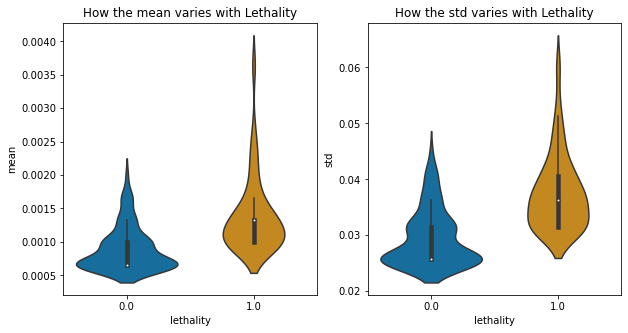 How the mean varies with Lethality
mean
0.0040
0.0035
0.0030
0.0025
0.0020
0.0015
0.0010
0.0005
0.0
1.0
lethality
How the std varies with Lethality
std
0.06
0.05
0.04
0.03
0.02
0.0
1.0
lethality